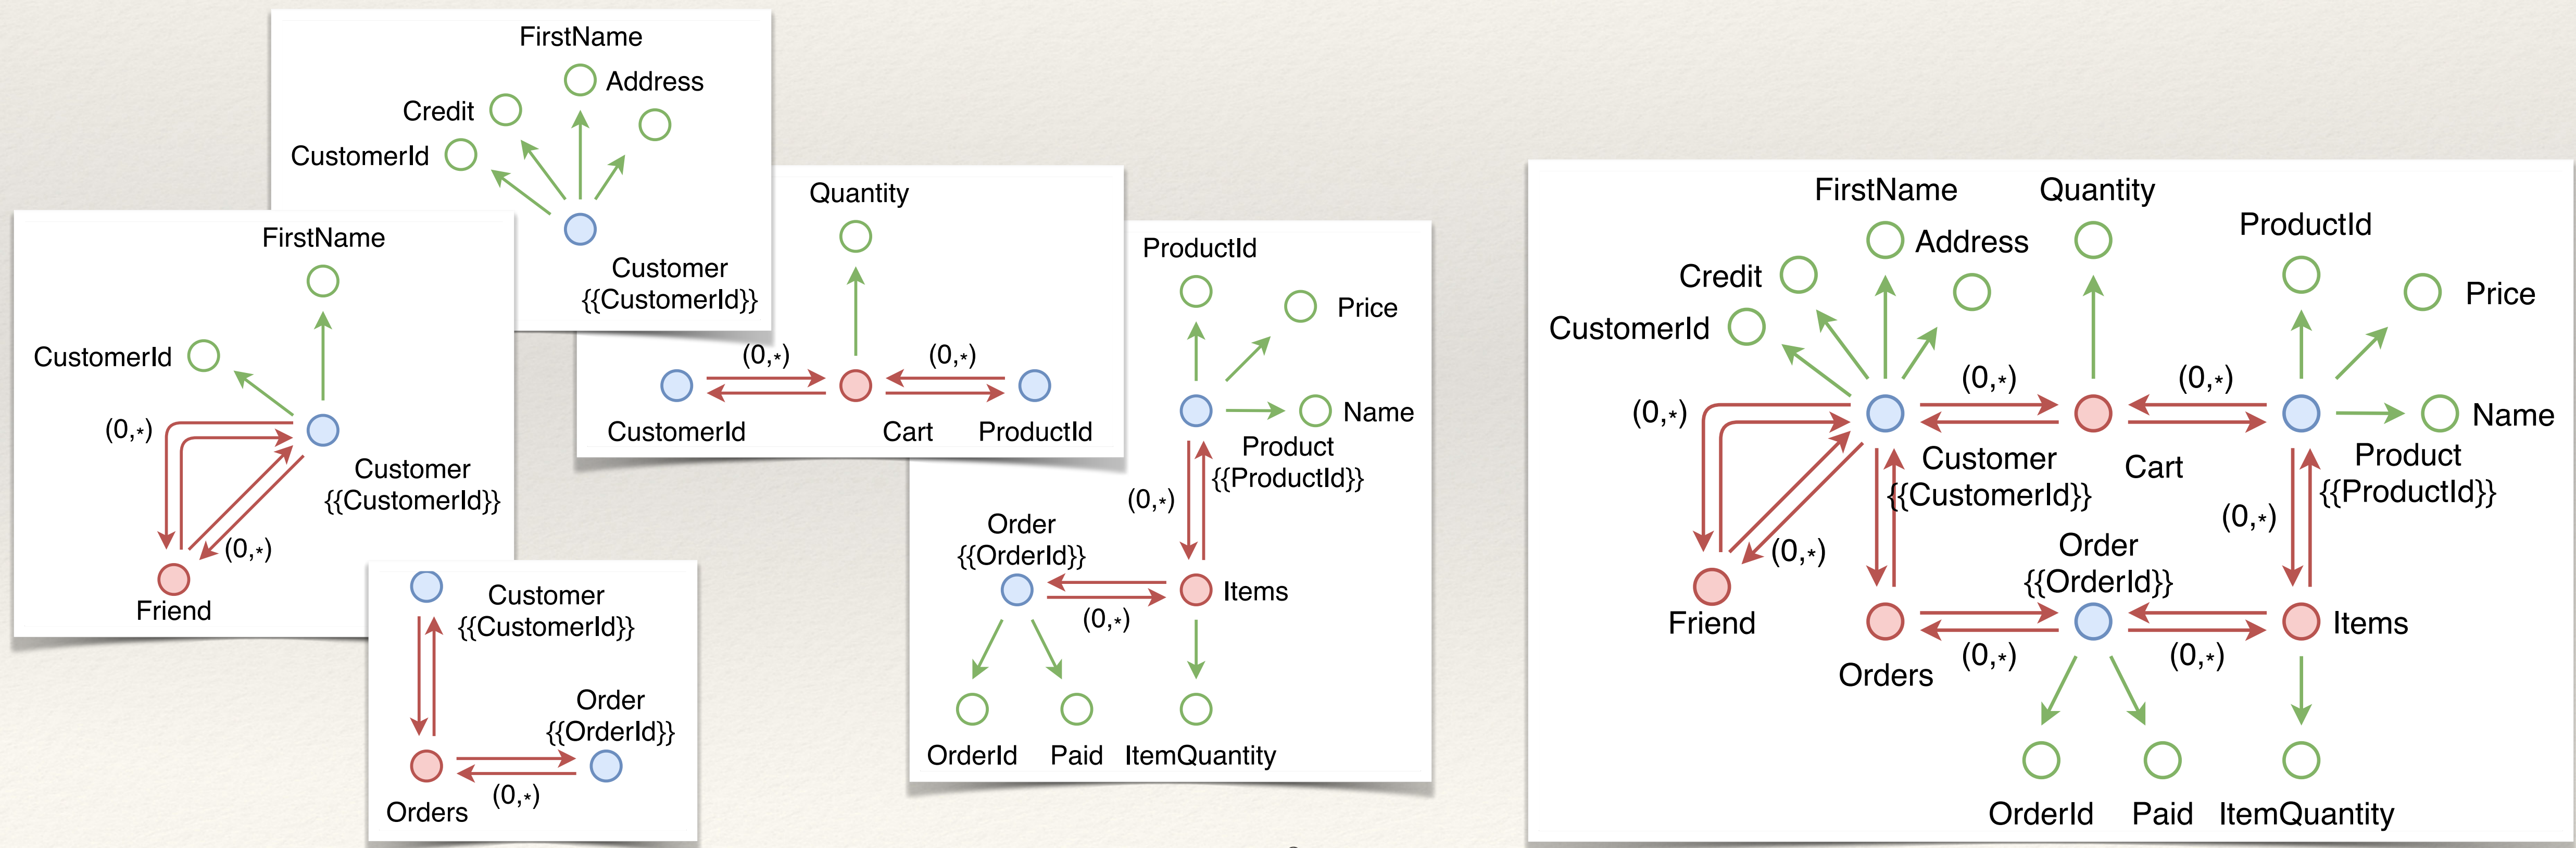 FirstName
Address
Credit
CustomerId
Customer
{{CustomerId}}
FirstName
CustomerId
(0,*)
Customer
{{CustomerId}}
(0,*)
Friend
Quantity
(0,*)
(0,*)
CustomerId
Cart
ProductId
Customer
{{CustomerId}}
Order
{{OrderId}}
(0,*)
Orders
ProductId
Price
Name
Product
{{ProductId}}
(0,*)
Order
{{OrderId}}
Items
(0,*)
OrderId
Paid
ItemQuantity
FirstName
Quantity
ProductId
Address
Credit
Price
CustomerId
(0,*)
(0,*)
(0,*)
Name
Customer
{{CustomerId}}
Cart
Product
{{ProductId}}
(0,*)
(0,*)
Order
{{OrderId}}
Friend
Items
(0,*)
(0,*)
Orders
OrderId
Paid
ItemQuantity